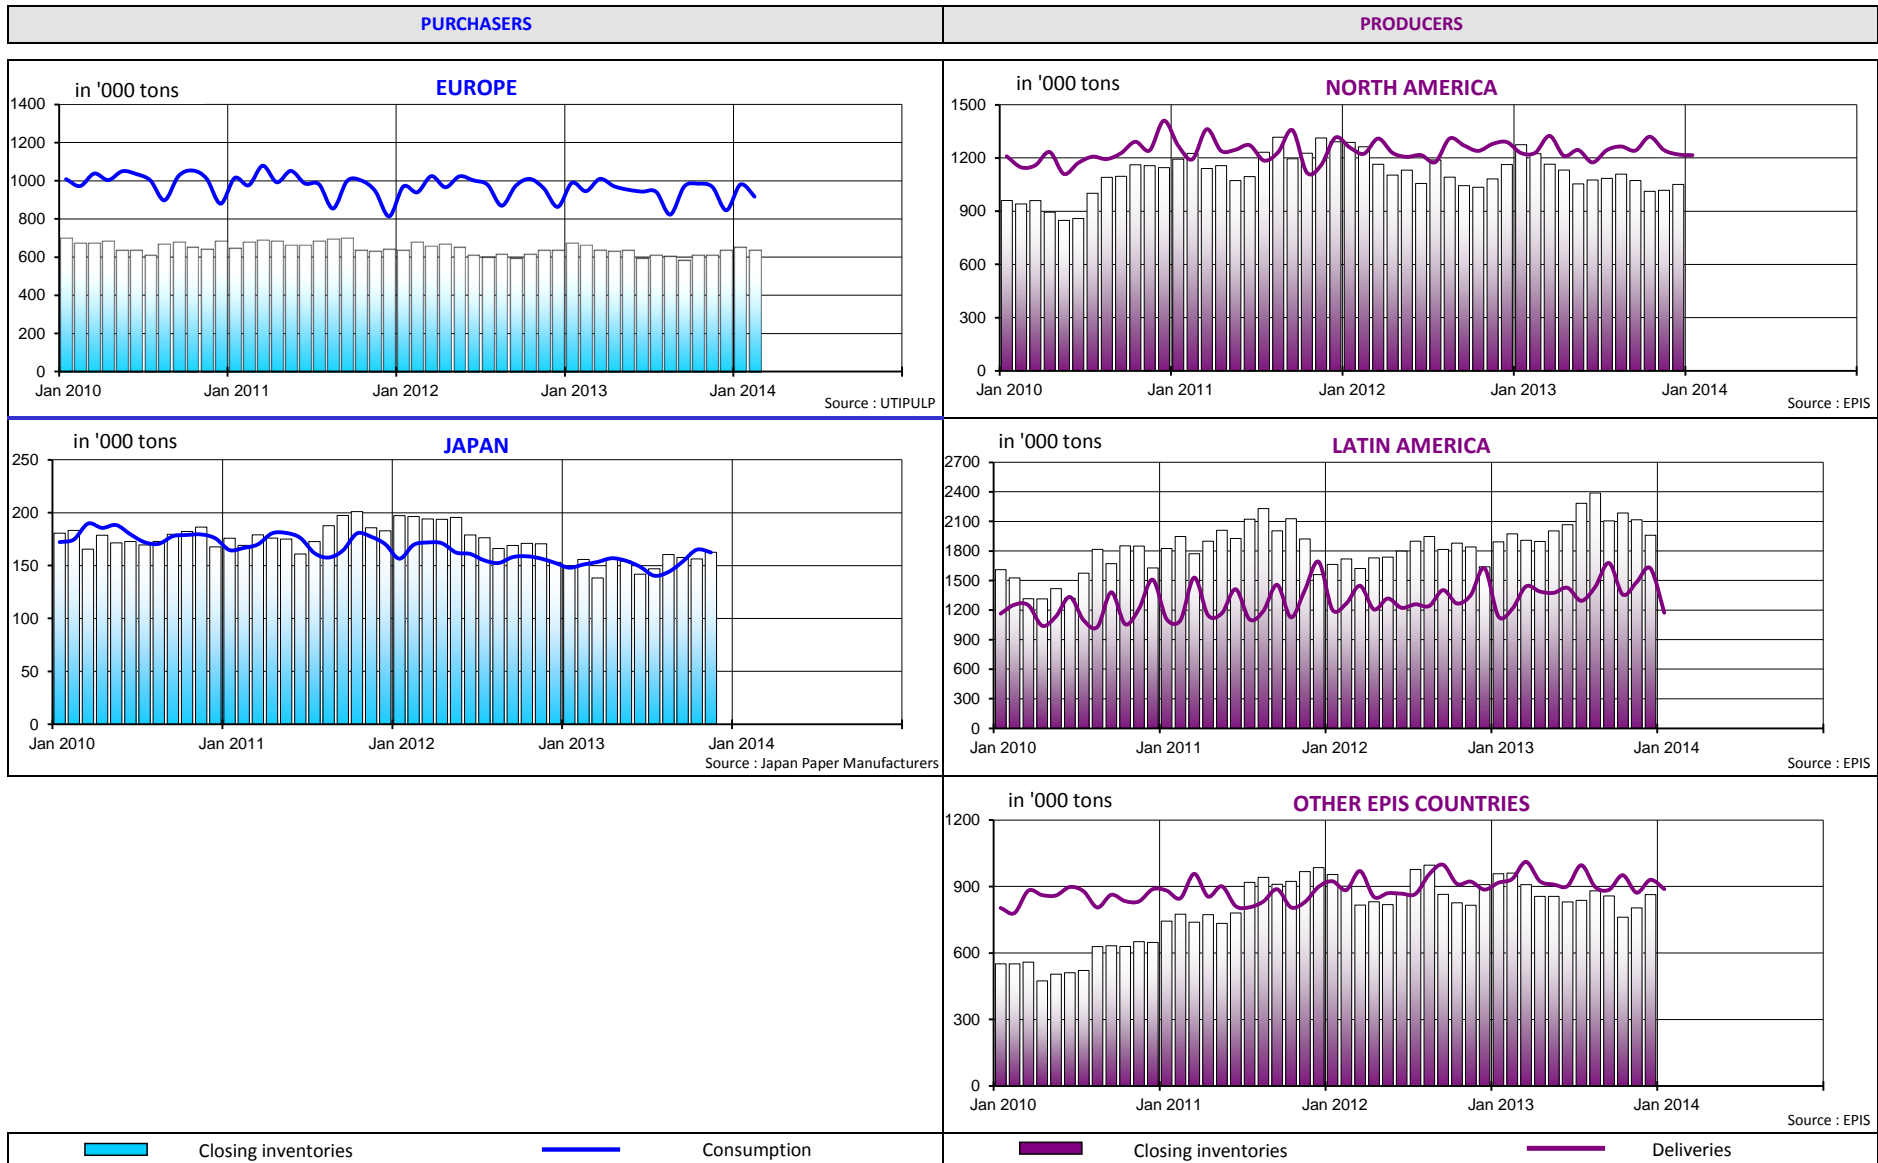 PURCHASERS
PRODUCERS
in '000 tons
EUROPE
1400
1200
1000
800
600
400
200
0
Jan 2010 Jan 2011 Jan 2012 Jan 2013 Jan 2014
Source : UTIPULP
in '000 tons
NORTH AMERICA
1500
1200
900
600
300
0
Jan 2010 Jan 2011 Jan 2012 Jan 2013 Jan 2014
Source : EPIS
in '000 tons
JAPAN
250
200
150
100
50
0
Jan 2010 Jan 2011 Jan 2012 Jan 2013 Jan 2014
Source : Japan Paper Manufacturers
in '000 tons
LATIN AMERICA
2700
2400
2100
1800
1500
1200
900
600
300
0
Jan 2010 Jan 2011 Jan 2012 Jan 2013 Jan 2014
Source : EPIS
in '000 tons
OTHER EPIS COUNTRIES
1200
900
600
300
0
Jan 2010 Jan 2011 Jan 2012 Jan 2013 Jan 2014
Source : EPIS
Closing inventories
Consumption
Closing inventories
Deliveries